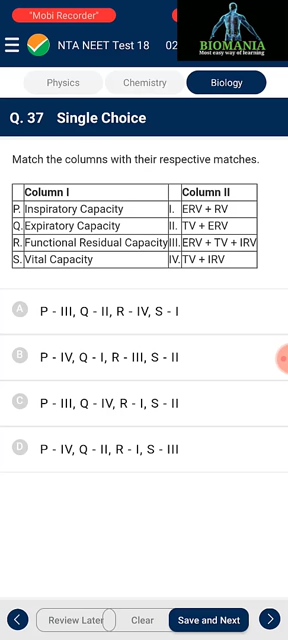 "Mobi Recorder"
NTA NEET Test 18 02
BIOMANIA
Most easy way of learning
Physics Chemistry Biology
Q. 37 Single Choice
Match the columns with their respective matches.
Column I Column II
P. Inspiratory Capacity I. ERV + RV
Q. Expiratory Capacity II. TV + ERV
R. Functional Residual Capacity III. ERV + TV + IRV
S. Vital Capacity IV. TV + IRV
A P - III, Q - II, R - IV, S - I
B P - IV, Q - I, R - III, S - II
C P - III, Q - IV, R - I, S - II
D P - IV, Q - II, R - I, S - III
Review Later Clear Save and Next